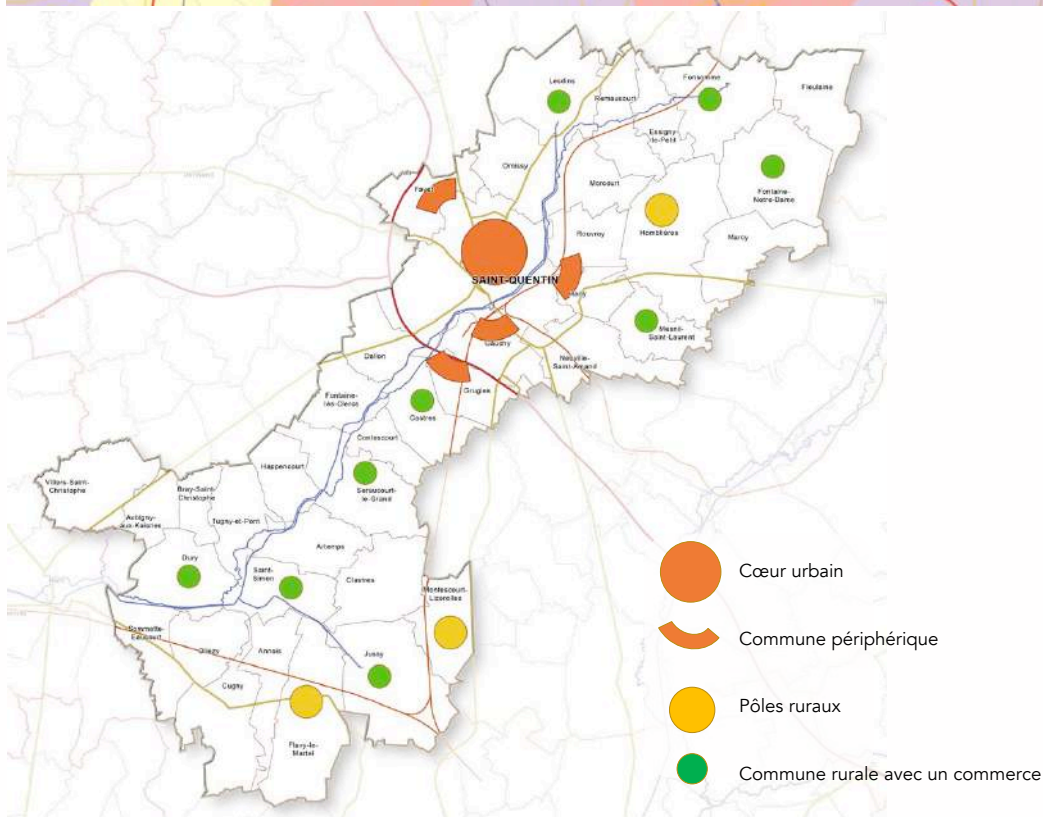 Lesdins
Remaucourt
Fonsomme
Fieulaine
Essigny-
le-Petit
Omissy
Morcourt
Fontaine-
Notre-Dame
Fayet
Rouvroy
Homblières
Marcy
SAINT-QUENTIN
Harly
Mesnil-
Saint-Laurent
Gauchy
Neuville-
Saint-Amand
Dallon
Grugies
Fontaine-
lès-Clercs
Castres
Contescourt
Happencourt
Seraucourt-
le-Grand
Villers-Saint-
Christophe
Bray-Saint-
Christophe
Aubigny-
aux-Kaisnes
Tugny-et-Pont
Artemps
Dury
Saint-
Simon
Clastres
Montescourt-
Lizerolles
Sommette-
Eaucourt
Ollezy
Annois
Jussy
Cugny
Flavy-le-
Martel
Cœur urbain
Commune périphérique
Pôles ruraux
Commune rurale avec un commerce